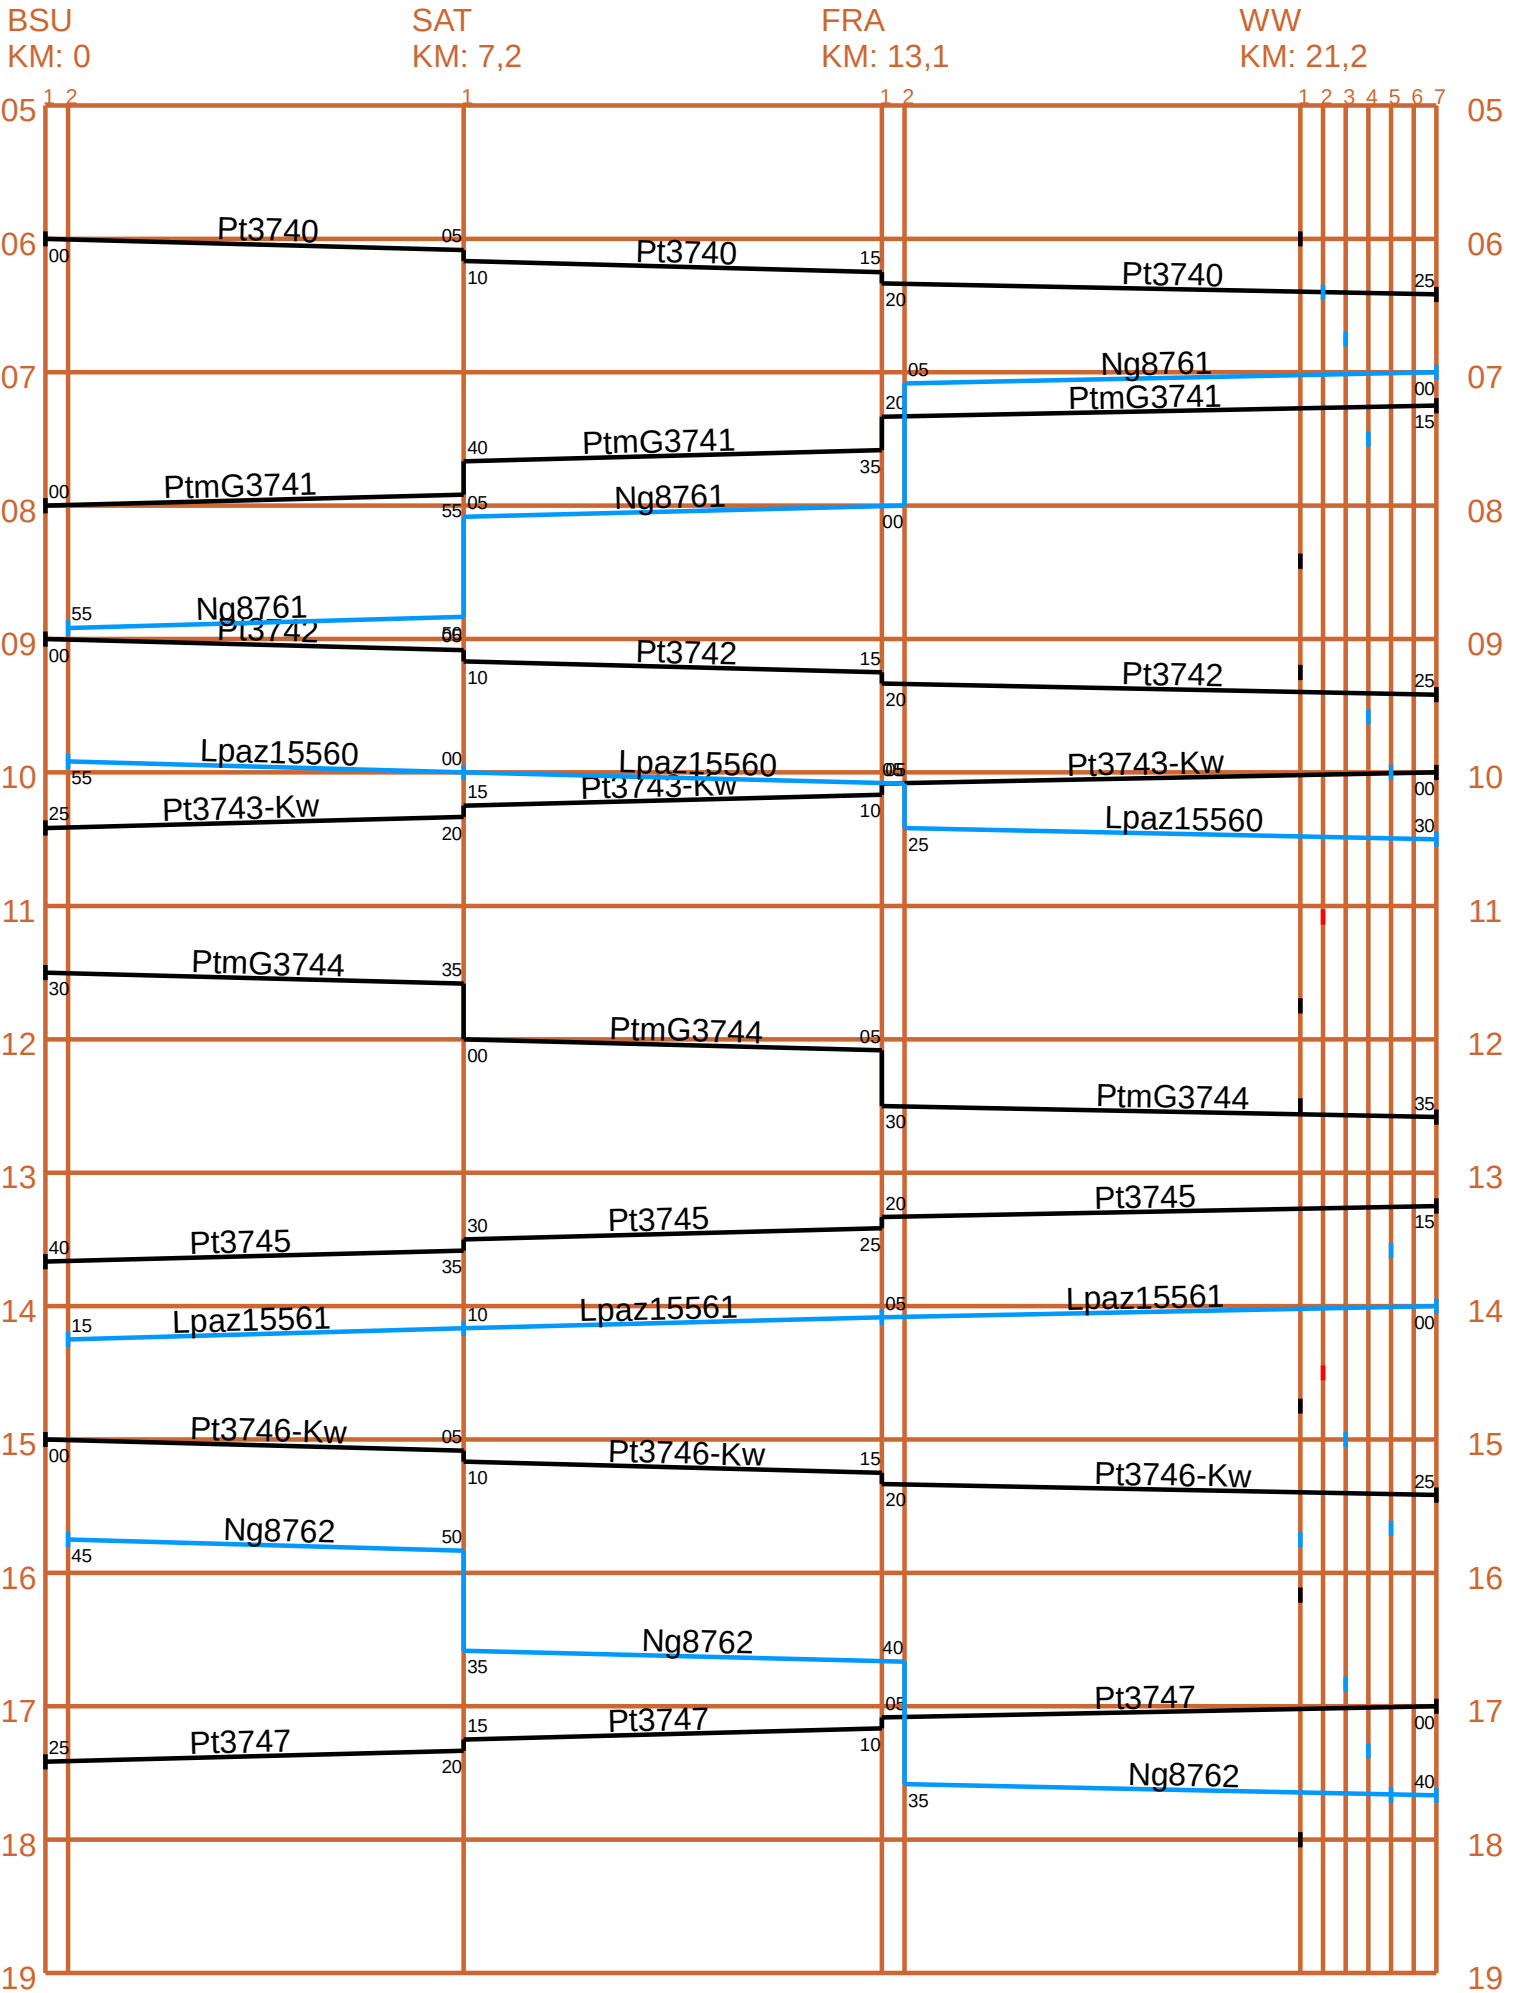 BSU SAT FRA WW
KM: 0 KM: 7,2 KM: 13,1 KM: 21,2
1 2 1 1 2 1 2 3 4 5 6 7
05 05
Pt3740 05 Pt3740 15 Pt3740 25
06 00 10 20 06
05 Ng8761
07 00 07
20 PtmG3741 15
40 PtmG3741 35
00 PtmG3741 55
05 Ng8761 00
08 08
55 Ng8761 50
Pt3742 05 Pt3742 15 Pt3742 25
09 00 10 20 09
Lpaz15560 00 Lpaz15560 05 05 Pt3743-Kw
10 55 00 10
25 Pt3743-Kw 20 15 Pt3743-Kw 10
Lpaz15560 30
25
11 11
PtmG3744 35
30
PtmG3744 05
12 00 12
PtmG3744 35
30
13 13
20 Pt3745 15
30 Pt3745 25
40 Pt3745 35
14 14
15 Lpaz15561 10 Lpaz15561 05 Lpaz15561 00
Pt3746-Kw 05 Pt3746-Kw 15 Pt3746-Kw 25
15 00 10 20 15
Ng8762 50
45
16 16
Ng8762 40
35
17 05 Pt3747 00 17
15 Pt3747 10
25 Pt3747 20
Ng8762 40
35
18 18
19 19